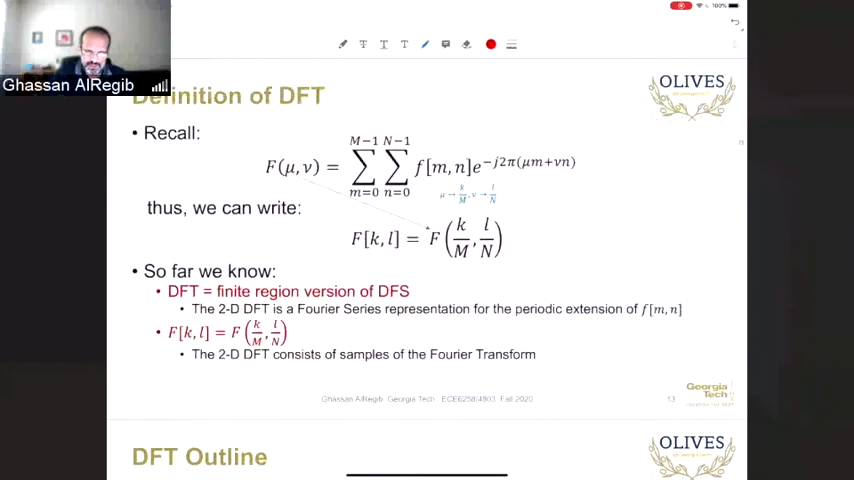 100%
Ghassan AlRegib
Definition of DFT
OLIVES
• Recall:
F(μ, ν) = ∑_{m=0}^{M−1} ∑_{n=0}^{N−1} f[m, n]e^{−j2π(μm+νn)}
μ → k/M, ν → l/N
thus, we can write:
F[k, l] = F(k/M, l/N)
• So far we know:
• DFT = finite region version of DFS
• The 2-D DFT is a Fourier Series representation for the periodic extension of f[m, n]
• F[k, l] = F(k/M, l/N)
• The 2-D DFT consists of samples of the Fourier Transform
Ghassan AlRegib Georgia Tech ECE6258/4803 Fall 2020
13
Georgia
Tech
DFT Outline
OLIVES